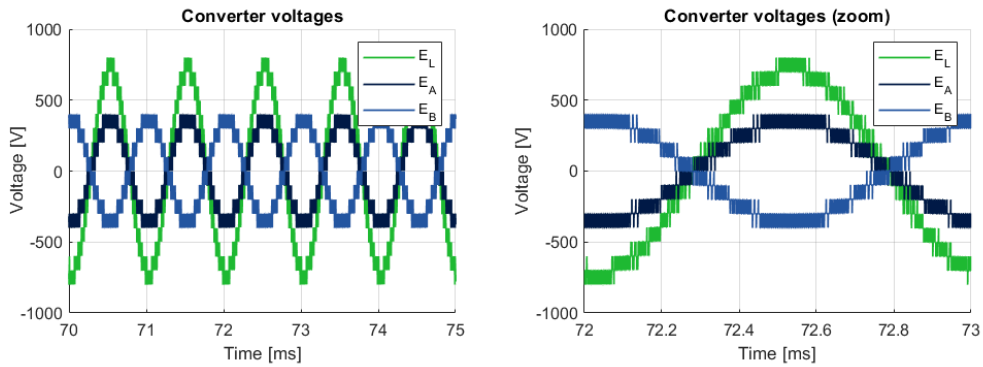 Converter voltages
1000
500
0
-500
-1000
Voltage [V]
70
71
72
73
74
75
Time [ms]
E_L
E_A
E_B
Converter voltages (zoom)
1000
500
0
-500
-1000
Voltage [V]
72
72.2
72.4
72.6
72.8
73
Time [ms]
E_L
E_A
E_B